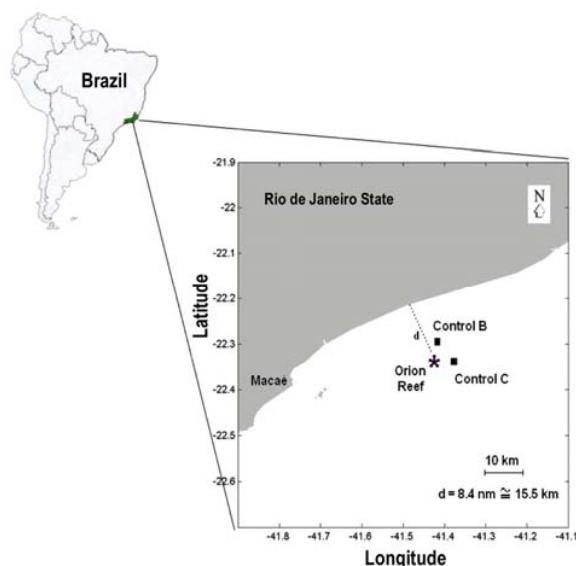 Brazil
-21.9
-22
-22.1
-22.2
-22.3
-22.4
-22.5
-22.6
Latitude
Rio de Janeiro State
N
Control B
d
Orion
Reef
Control C
Macaé
10 km
d = 8.4 nm ≅ 15.5 km
-41.8 -41.7 -41.6 -41.5 -41.4 -41.3 -41.2 -41.1 -41.1
Longitude